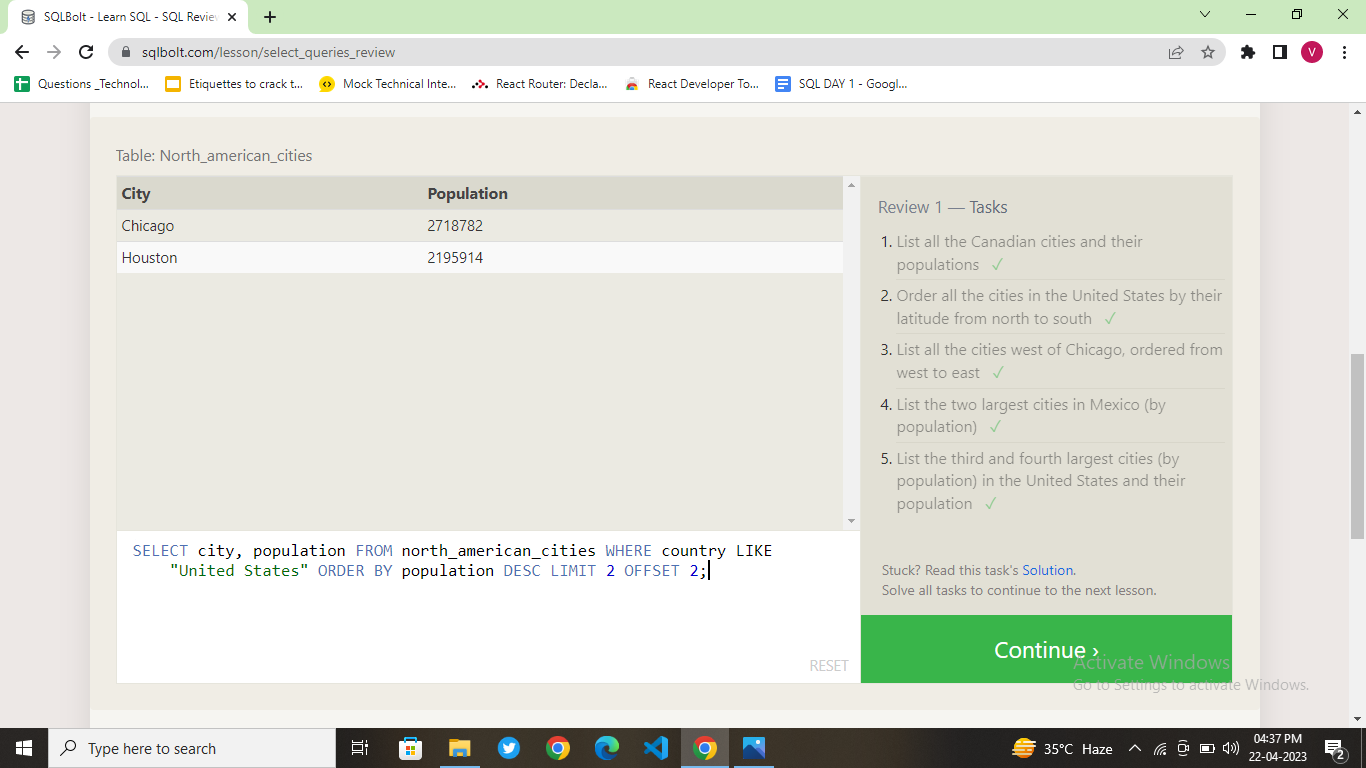 SQLBolt - Learn SQL - SQL Review
sqlbolt.com/lesson/select_queries_review
V
Questions _Technol...
Etiquettes to crack t...
Mock Technical Inte...
React Router: Decla...
React Developer To...
SQL DAY 1 - Googl...
Table: North_american_cities
City Population
Chicago 2718782
Houston 2195914
SELECT city, population FROM north_american_cities WHERE country LIKE
"United States" ORDER BY population DESC LIMIT 2 OFFSET 2;
RESET
Review 1 — Tasks
1. List all the Canadian cities and their
populations ✓
2. Order all the cities in the United States by their
latitude from north to south ✓
3. List all the cities west of Chicago, ordered from
west to east ✓
4. List the two largest cities in Mexico (by
population) ✓
5. List the third and fourth largest cities (by
population) in the United States and their
population ✓
Stuck? Read this task's Solution.
Solve all tasks to continue to the next lesson.
Continue ›
Activate Windows
Go to Settings to activate Windows.
Type here to search
35°C Haze
04:37 PM
22-04-2023
2